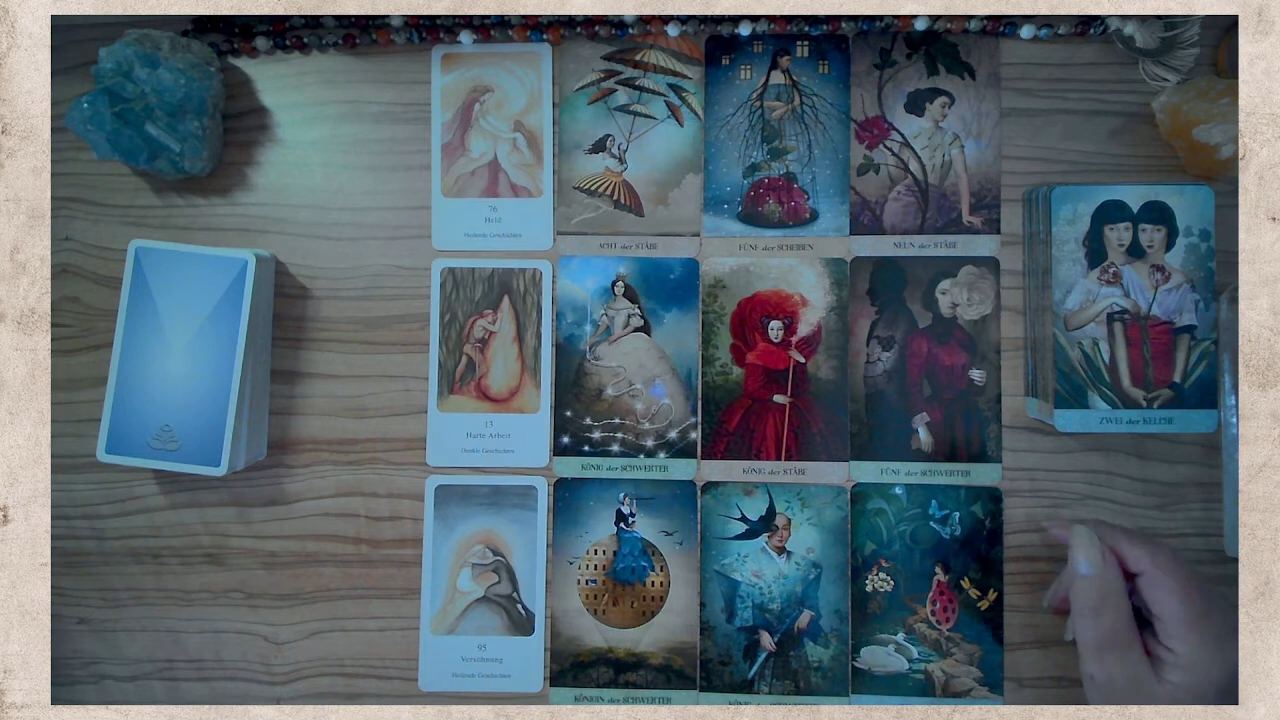 76
Held
Heilende Geschichten
ACHT der STÄBE
FÜNF der SCHEIBEN
NEUN der STÄBE
13
Harte Arbeit
Dunkle Geschichten
KÖNIG der SCHWERTER
KÖNIG der STÄBE
FÜNF der SCHWERTER
ZWEI der KELCHE
95
Versöhnung
Heilende Geschichten
KÖNIGIN der SCHWERTER